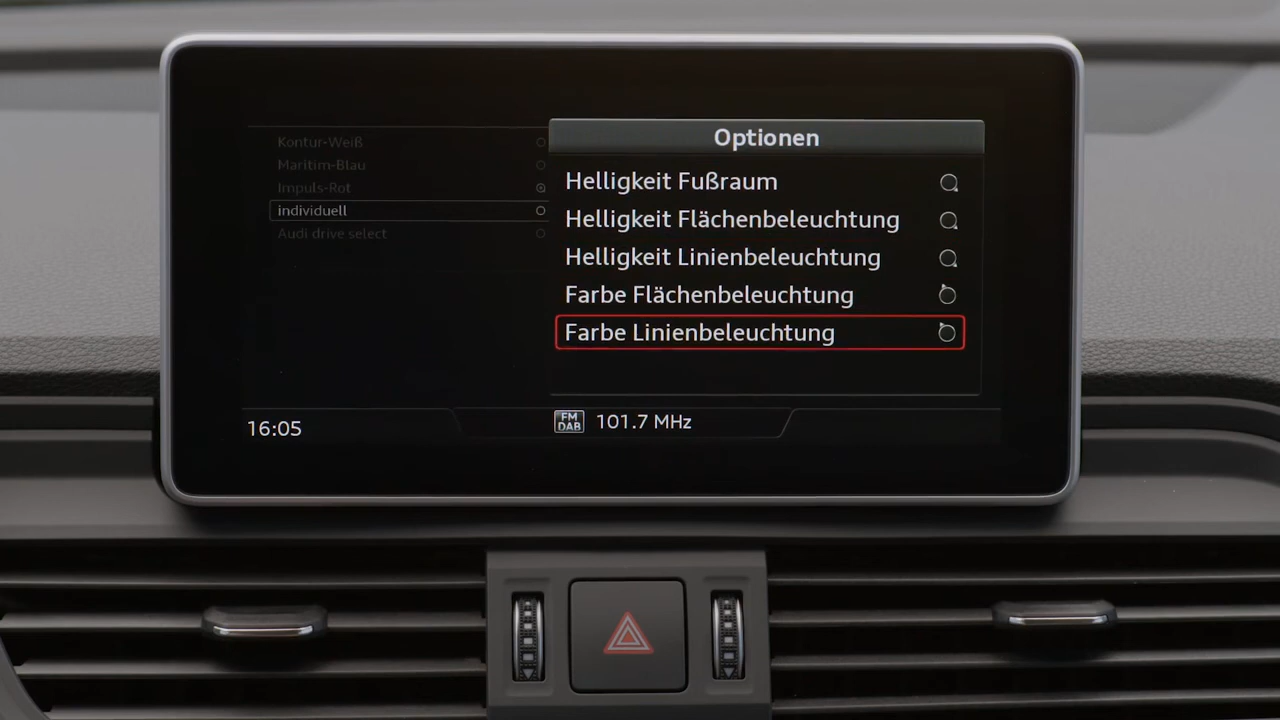 Kontur-Weiß
Maritim-Blau
Impuls-Rot
individuell
Audi drive select
Optionen
Helligkeit Fußraum
Helligkeit Flächenbeleuchtung
Helligkeit Linienbeleuchtung
Farbe Flächenbeleuchtung
Farbe Linienbeleuchtung
16:05
FM
DAB
101.7 MHz